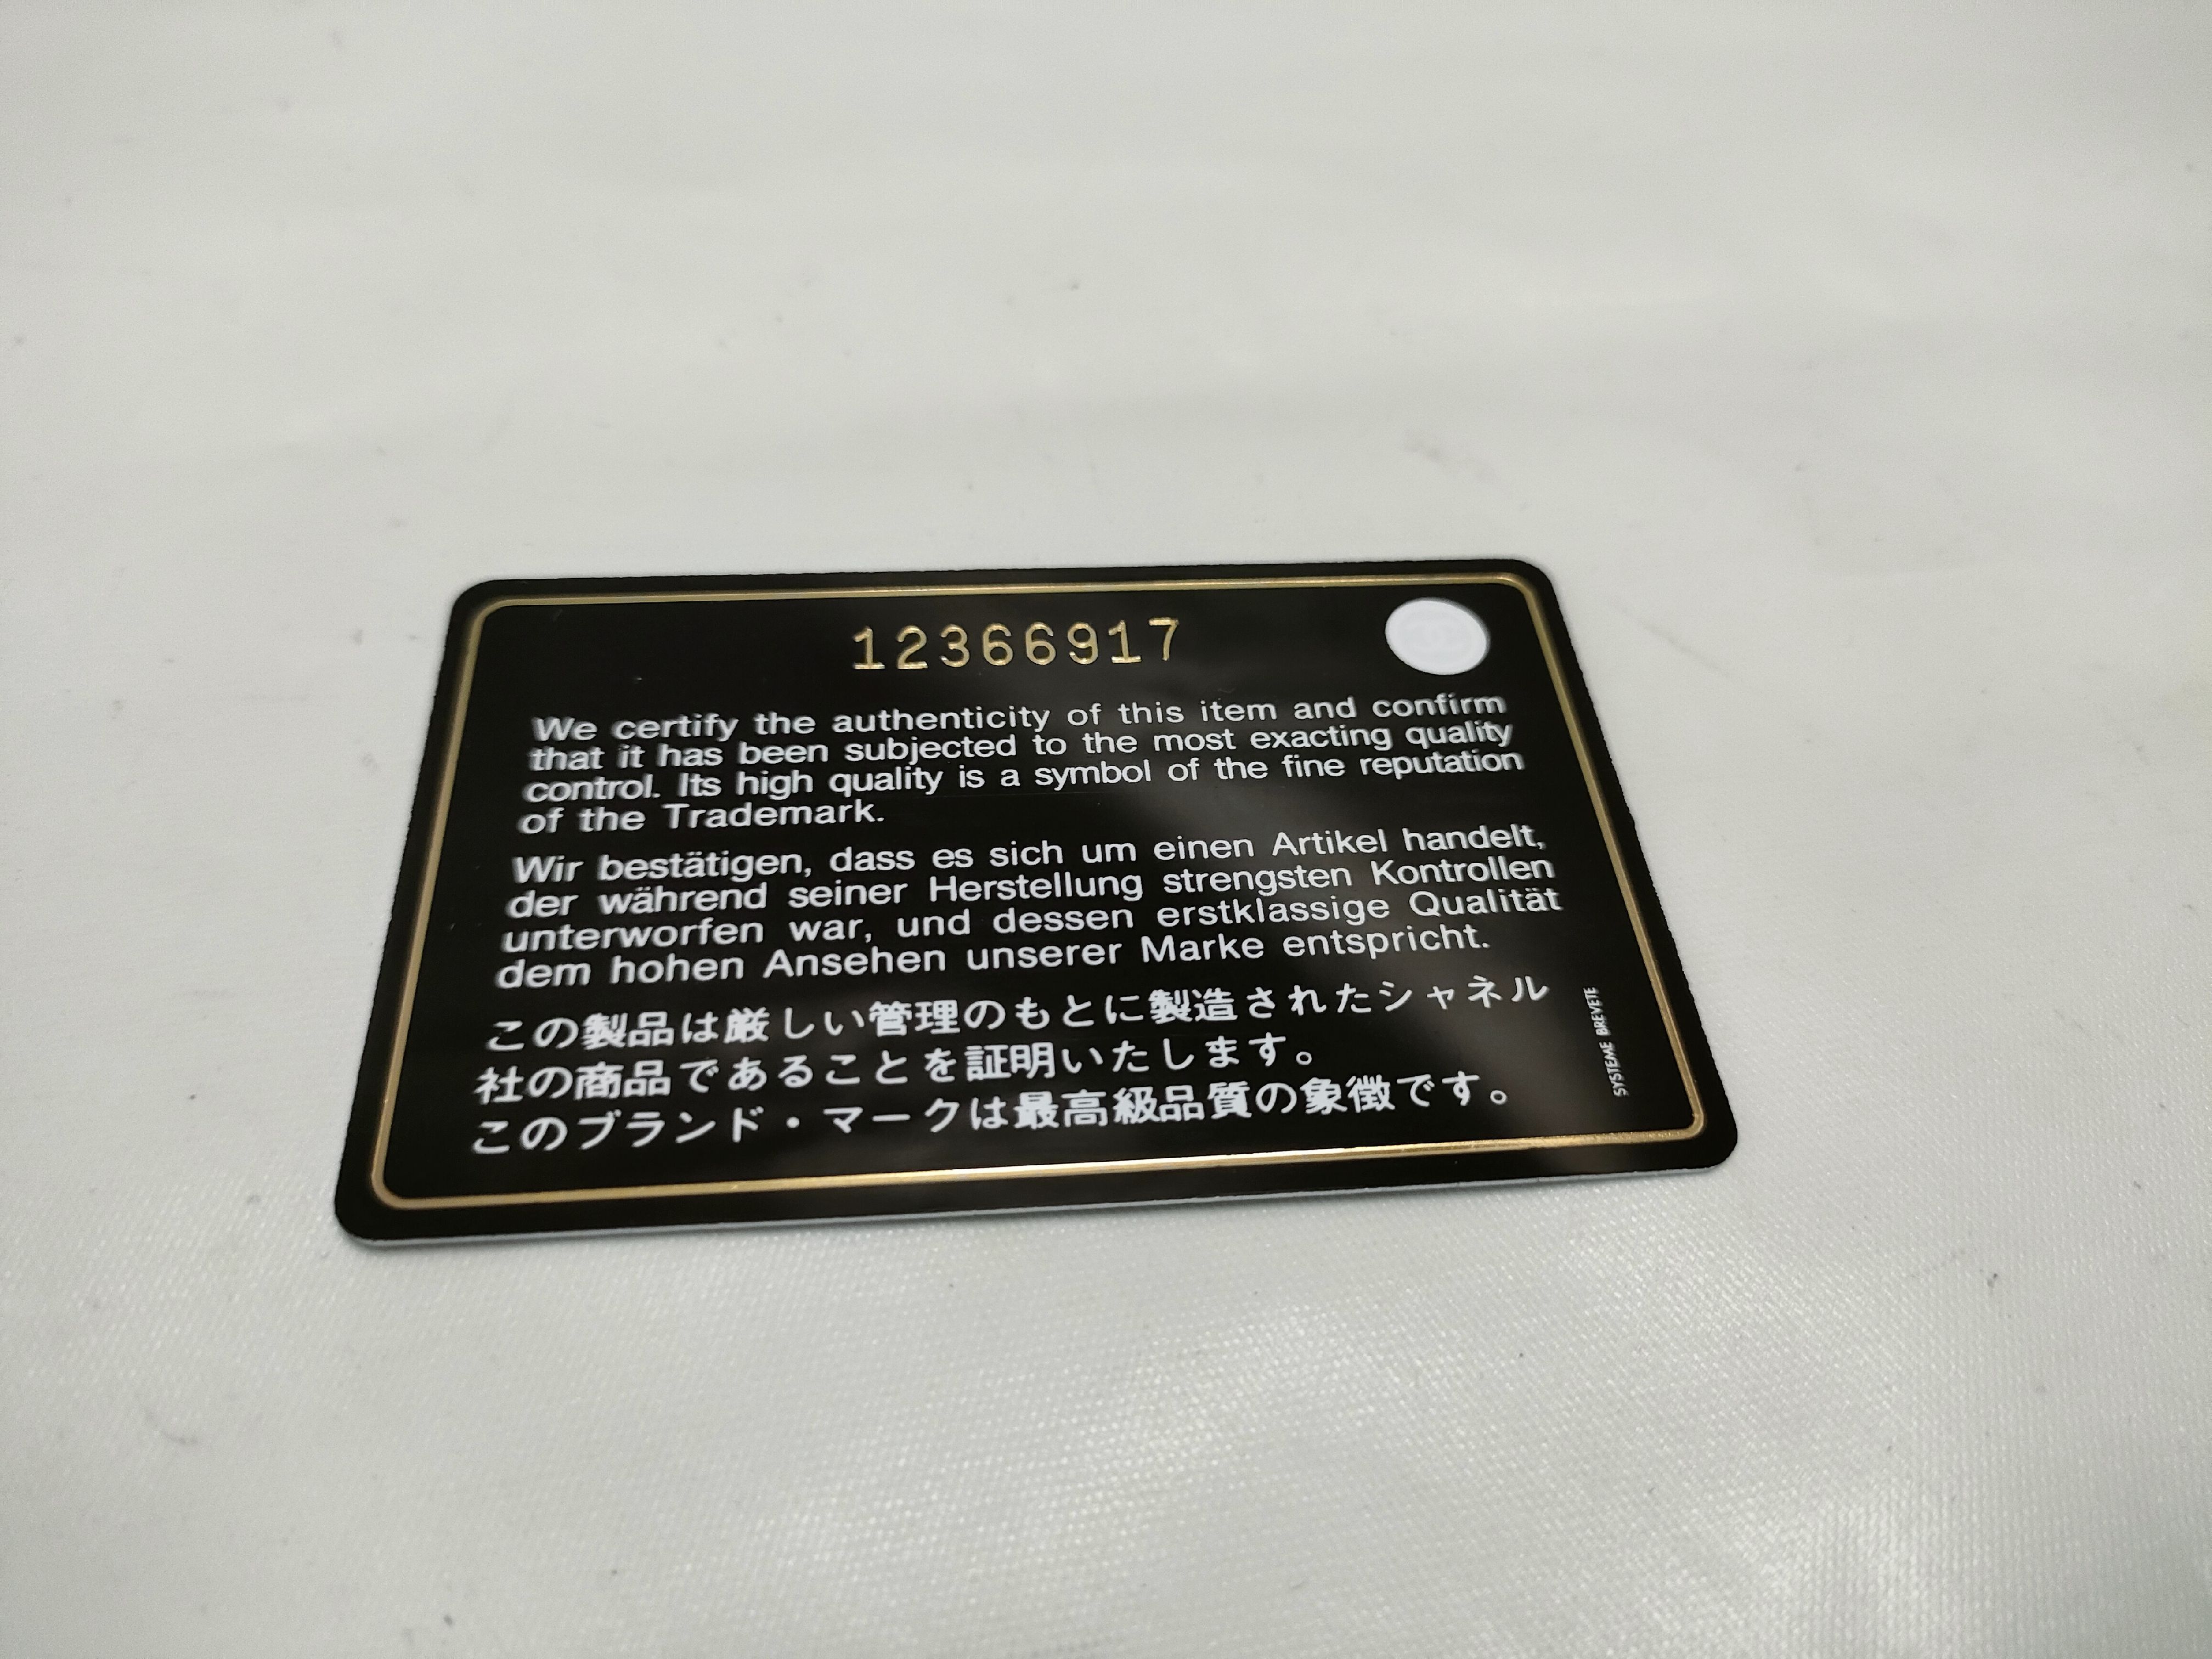 12366917
We certify the authenticity of this item and confirm
that it has been subjected to the most exacting quality
control. Its high quality is a symbol of the fine reputation
of the Trademark.
Wir bestätigen, dass es sich um einen Artikel handelt,
der während seiner Herstellung strengsten Kontrollen
unterworfen war, und dessen erstklassige Qualität
dem hohen Ansehen unserer Marke entspricht.
この製品は厳しい管理のもとに製造されたシャネル
社の商品であることを証明いたします。
このブランド・マークは最高級品質の象徴です。
SYSTEME BREVETE